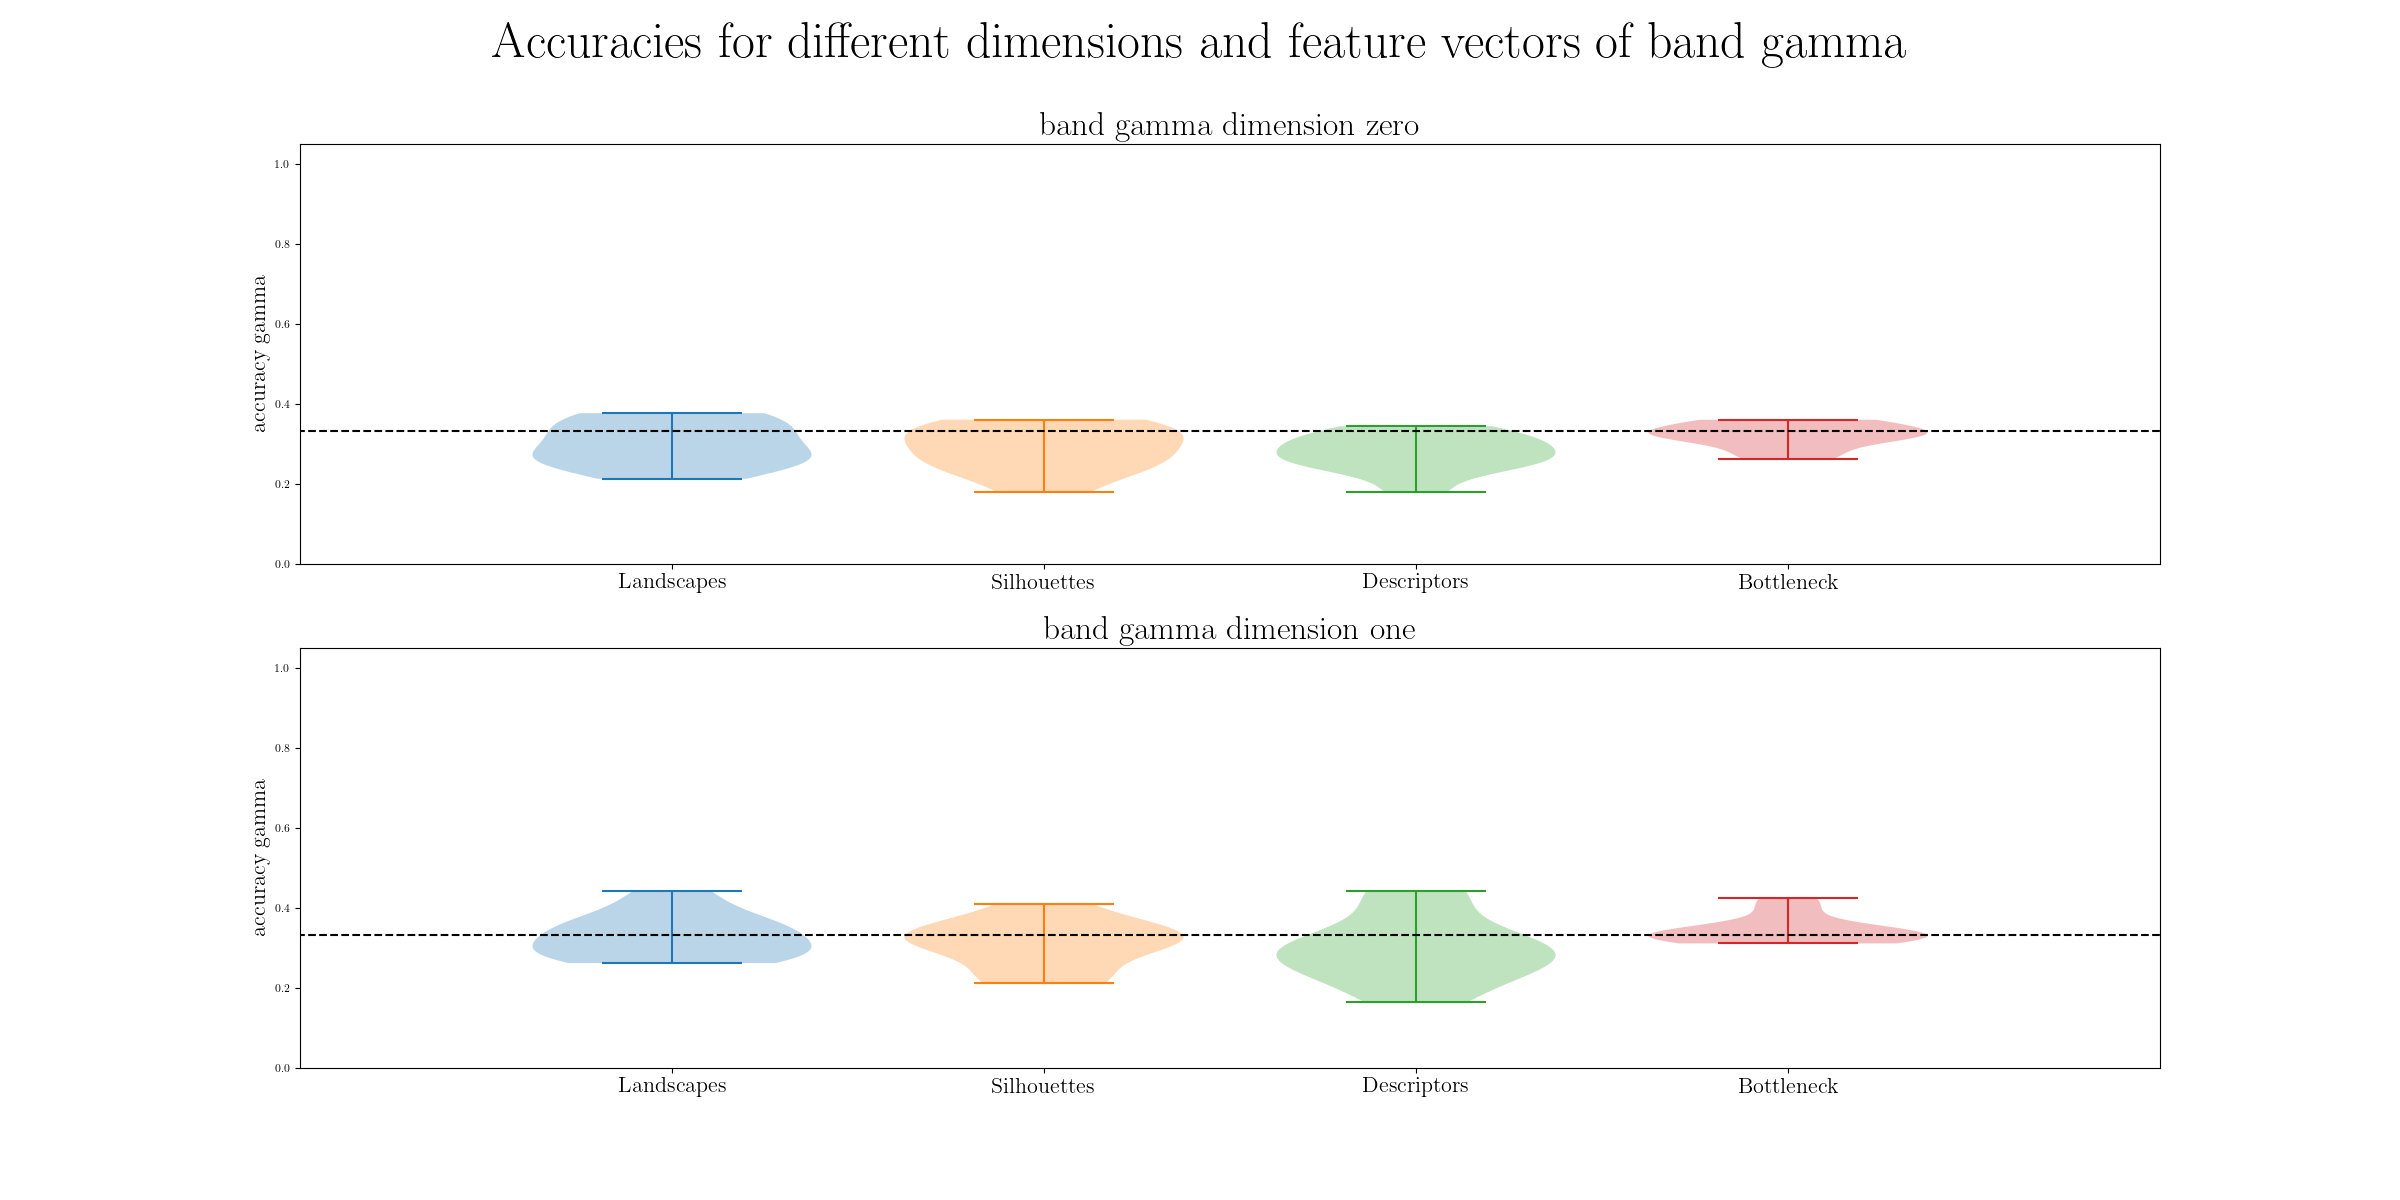 Accuracies for different dimensions and feature vectors of band gamma
band gamma dimension zero
1.0
0.8
0.6
0.4
0.2
0.0
accuracy gamma
Landscapes Silhouettes Descriptors Bottleneck
band gamma dimension one
1.0
0.8
0.6
0.4
0.2
0.0
accuracy gamma
Landscapes Silhouettes Descriptors Bottleneck